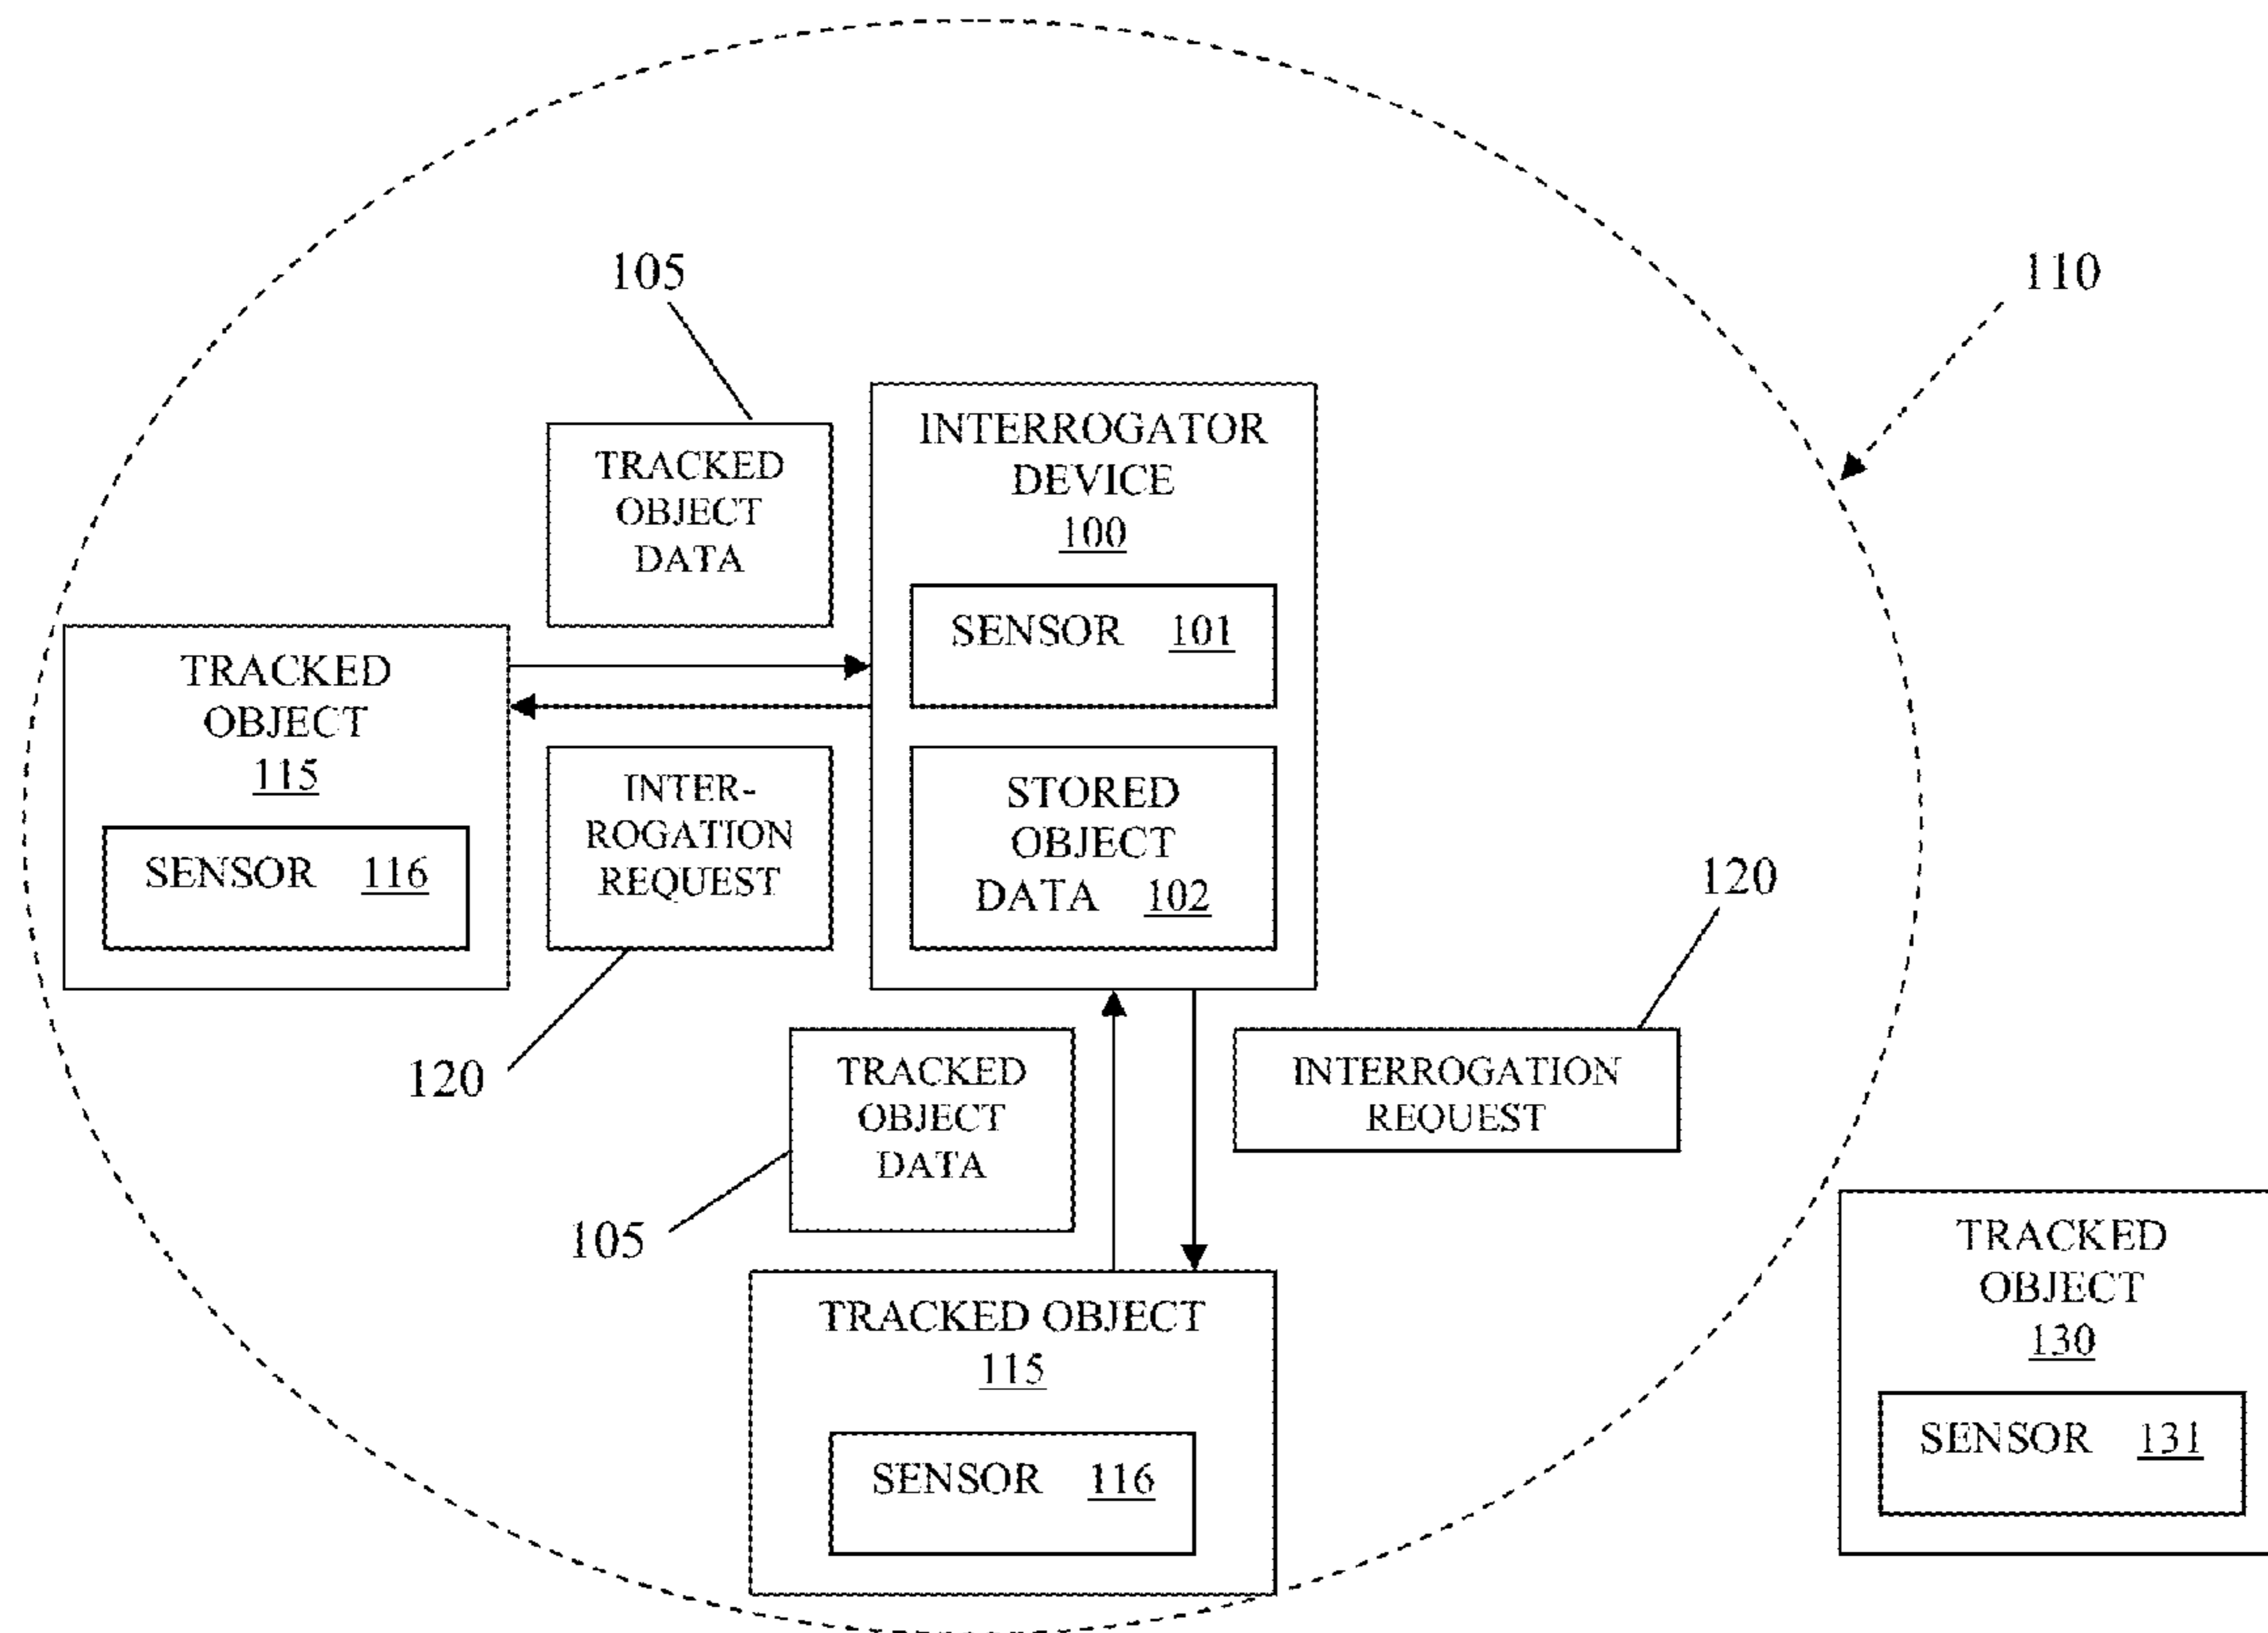 105
110
TRACKED
OBJECT
DATA
INTERROGATOR
DEVICE
100
SENSOR 101
STORED
OBJECT
DATA 102
TRACKED
OBJECT
115
SENSOR 116
INTER-
ROGATION
REQUEST
120
120
TRACKED
OBJECT
DATA
105
INTERROGATION
REQUEST
TRACKED OBJECT
115
SENSOR 116
TRACKED
OBJECT
130
SENSOR 131